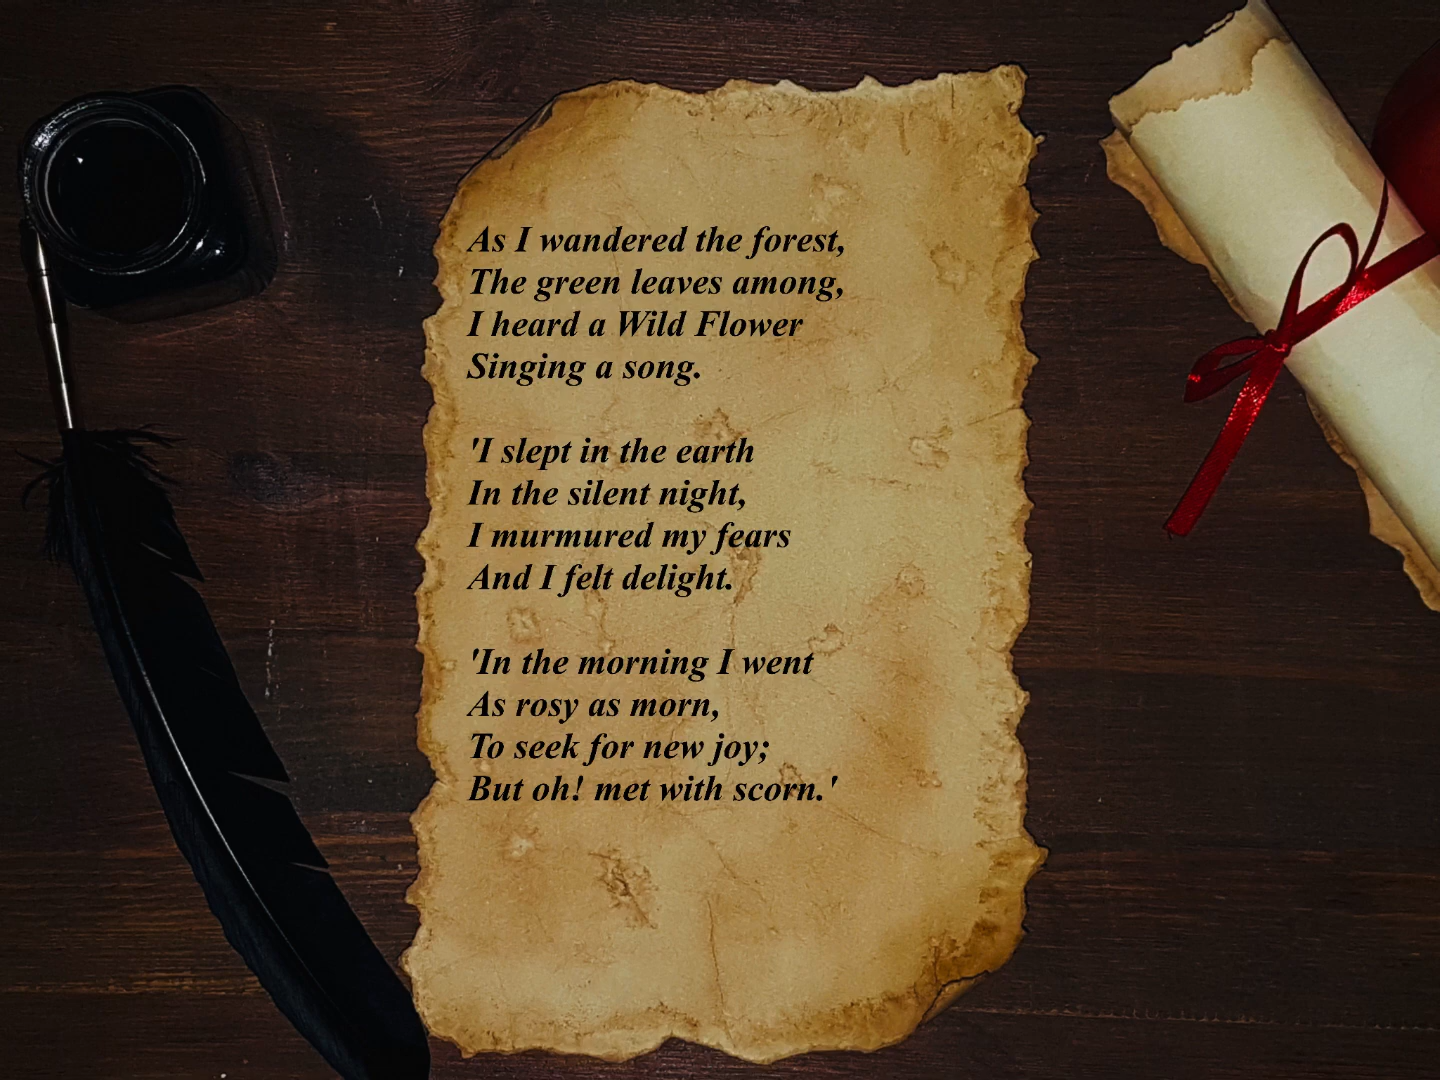 As I wandered the forest,
The green leaves among,
I heard a Wild Flower
Singing a song.
'I slept in the earth
In the silent night,
I murmured my fears
And I felt delight.
'In the morning I went
As rosy as morn,
To seek for new joy;
But oh! met with scorn.'